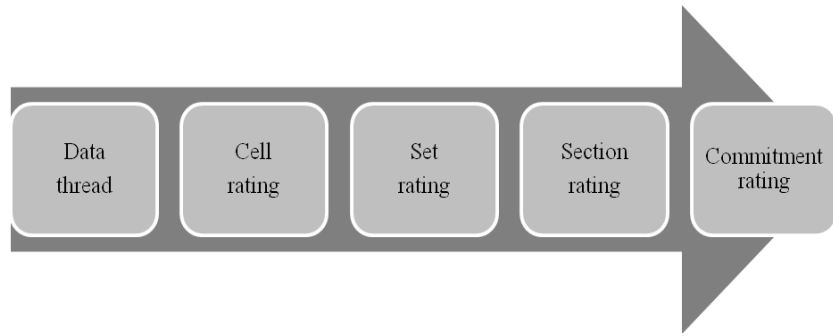 Data
thread
Cell
rating
Set
rating
Section
rating
Commitment
rating